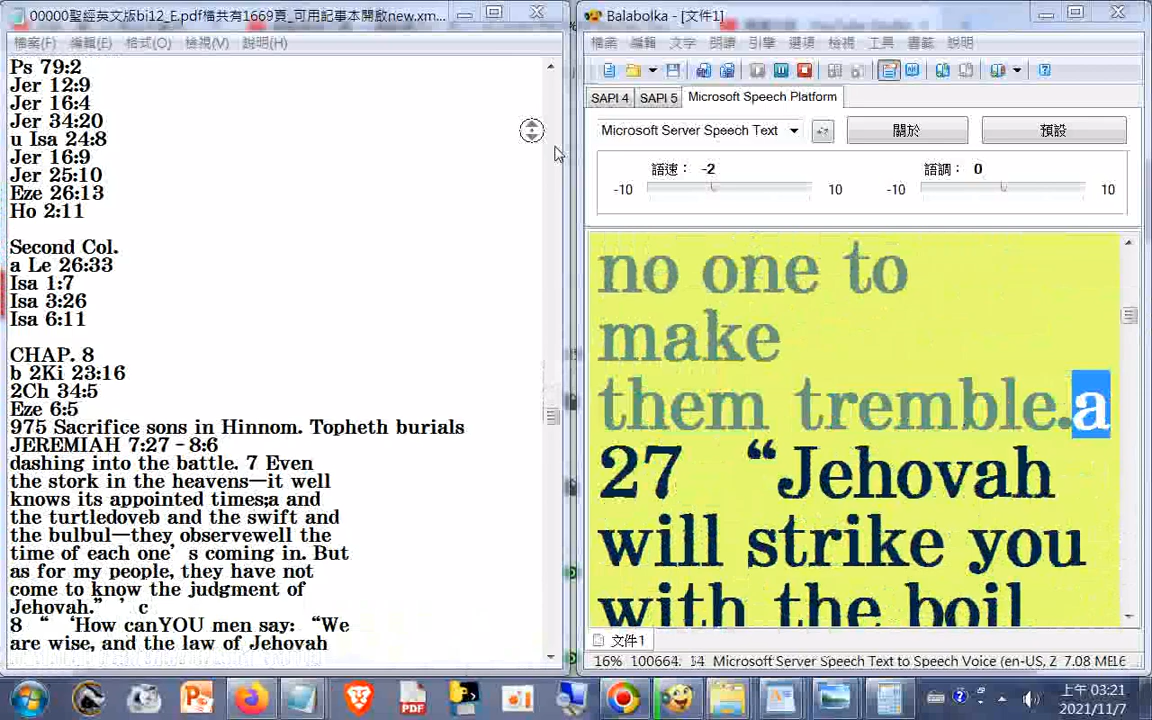 00000聖經英文版bi12_E.pdf檔共有1669頁_可用記事本開啟new.xm...
檔案(F) 編輯(E) 格式(O) 檢視(V) 說明(H)
Ps 79:2
Jer 12:9
Jer 16:4
Jer 34:20
u Isa 24:8
Jer 16:9
Jer 25:10
Eze 26:13
Ho 2:11
Second Col.
a Le 26:33
Isa 1:7
Isa 3:26
Isa 6:11
CHAP. 8
b 2Ki 23:16
2Ch 34:5
Eze 6:5
975 Sacrifice sons in Hinnom. Topheth burials
JEREMIAH 7:27–8:6
dashing into the battle. 7 Even
the stork in the heavens—it well
knows its appointed times;a and
the turtledoveb and the swift and
the bulbul—they observewell the
time of each one’s coming in. But
as for my people, they have not
come to know the judgment of
Jehovah.” ’ c
8 “ ‘How canYOU men say: “We
are wise, and the law of Jehovah
Balabolka - [文件1]
檔案 編輯 文字 朗讀 引擎 選項 檢視 工具 書籤 說明
SAPI 4 SAPI 5 Microsoft Speech Platform
Microsoft Server Speech Text 關於 預設
語速： -2 語調： 0
-10 10 -10 10
no one to
make
them tremble.a
27 “Jehovah
will strike you
with the boil
文件1
16% Microsoft Server Speech Text to Speech Voice (en-US, Z 7.08 ME
PDF
上午 03:21
2021/11/7